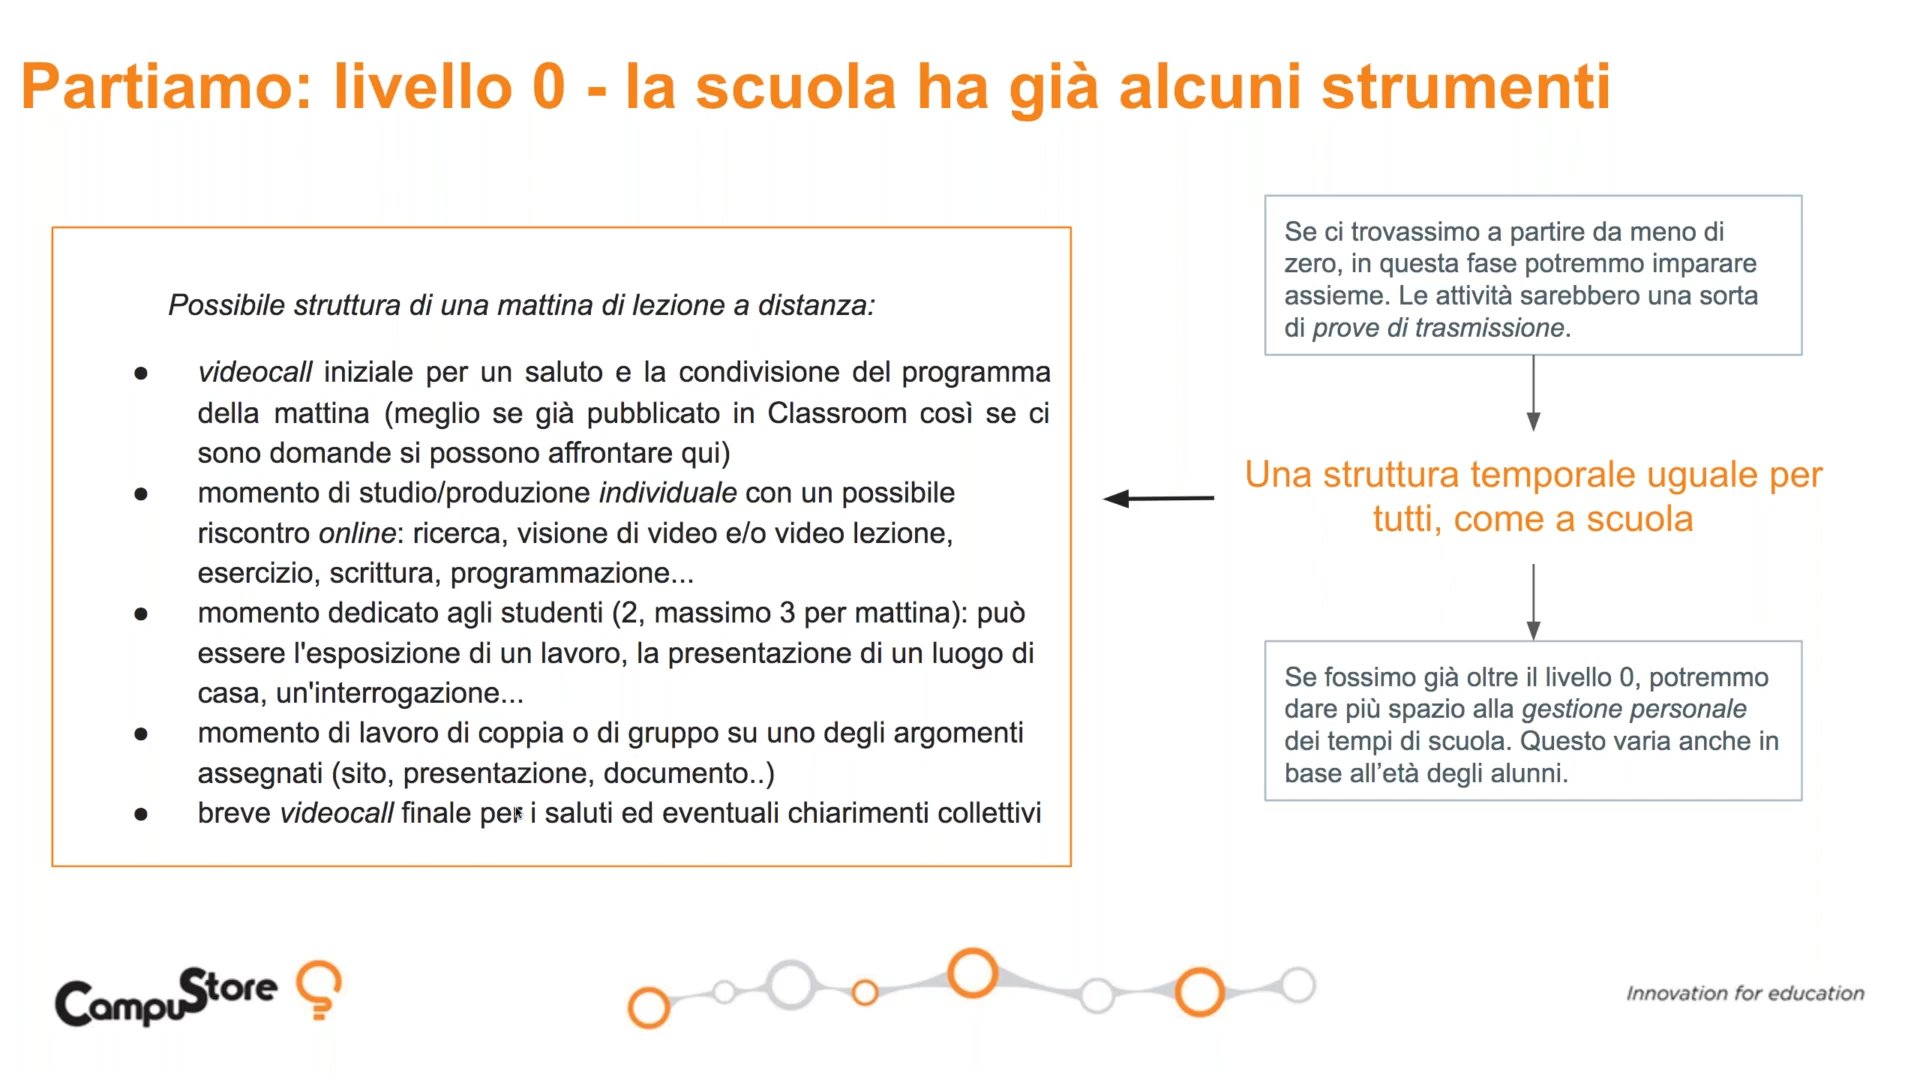 Partiamo: livello 0 - la scuola ha già alcuni strumenti
Possibile struttura di una mattina di lezione a distanza:
● videocall iniziale per un saluto e la condivisione del programma
della mattina (meglio se già pubblicato in Classroom così se ci
sono domande si possono affrontare qui)
● momento di studio/produzione individuale con un possibile
riscontro online: ricerca, visione di video e/o video lezione,
esercizio, scrittura, programmazione...
● momento dedicato agli studenti (2, massimo 3 per mattina): può
essere l'esposizione di un lavoro, la presentazione di un luogo di
casa, un'interrogazione...
● momento di lavoro di coppia o di gruppo su uno degli argomenti
assegnati (sito, presentazione, documento..)
● breve videocall finale per i saluti ed eventuali chiarimenti collettivi
Se ci trovassimo a partire da meno di
zero, in questa fase potremmo imparare
assieme. Le attività sarebbero una sorta
di prove di trasmissione.
Una struttura temporale uguale per
tutti, come a scuola
Se fossimo già oltre il livello 0, potremmo
dare più spazio alla gestione personale
dei tempi di scuola. Questo varia anche in
base all’età degli alunni.
CampuStore
Innovation for education